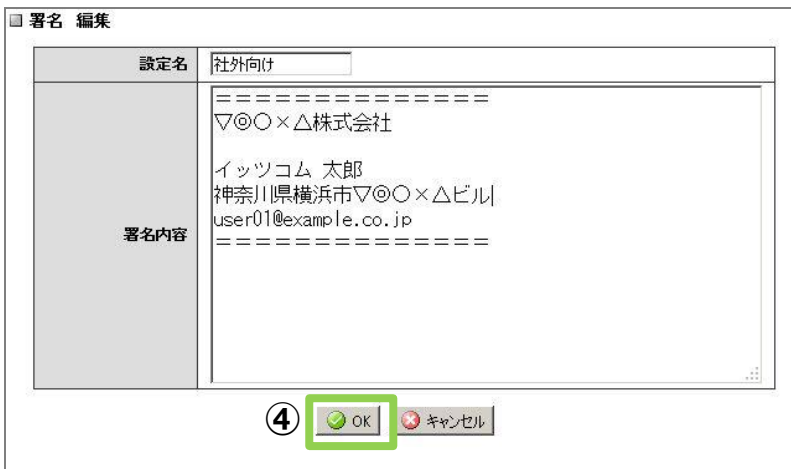 署名 編集
設定名 社外向け
署名内容
==============
▽◎○×△株式会社

イッツコム 太郎
神奈川県横浜市▽◎○×△ビル
user01@example.co.jp
==============
④ OK キャンセル